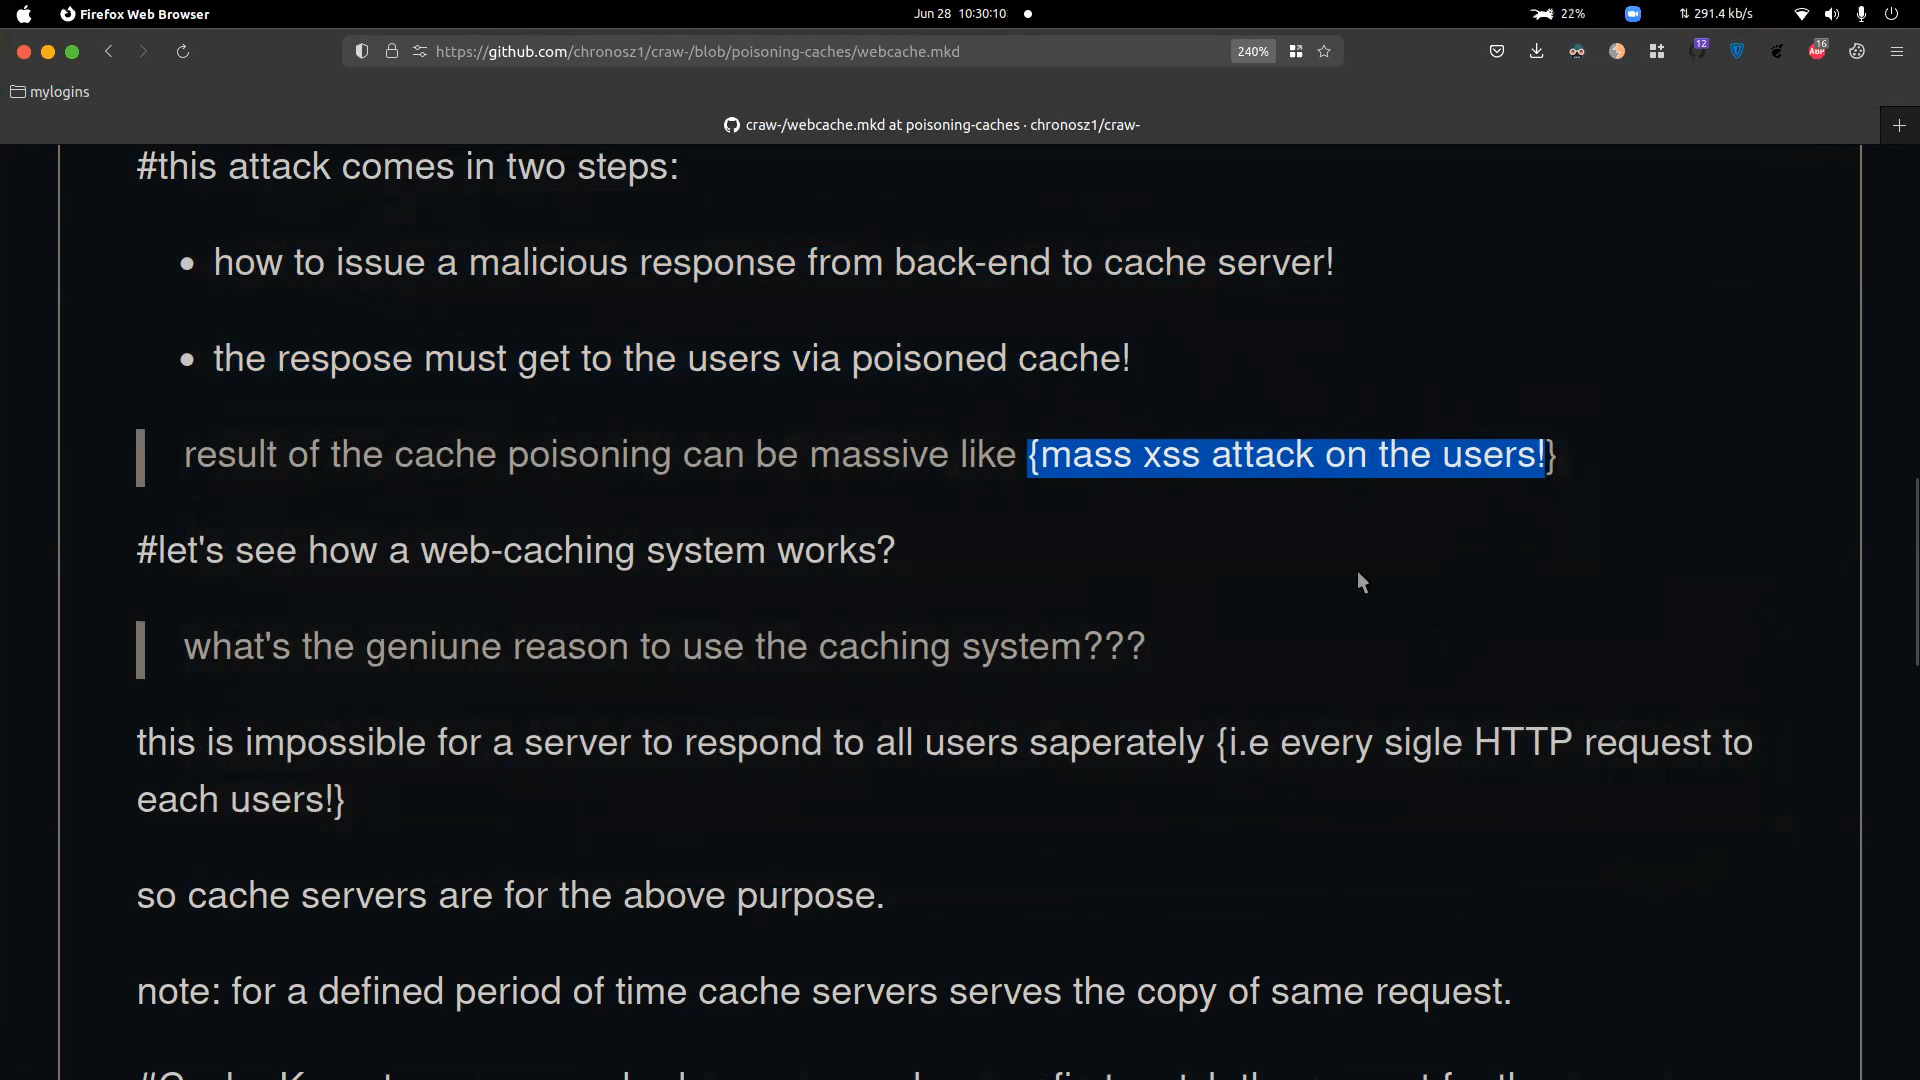 Firefox Web Browser
Jun 28 10:30:10
22%
291.4 kb/s
https://github.com/chronosz1/craw-/blob/poisoning-caches/webcache.mkd
240%
12
ABP
16
mylogins
craw-/webcache.mkd at poisoning-caches · chronosz1/craw-
#this attack comes in two steps:
how to issue a malicious response from back-end to cache server!
the respose must get to the users via poisoned cache!
result of the cache poisoning can be massive like {mass xss attack on the users!}
#let's see how a web-caching system works?
what's the geniune reason to use the caching system???
this is impossible for a server to respond to all users saperately {i.e every sigle HTTP request to
each users!}
so cache servers are for the above purpose.
note: for a defined period of time cache servers serves the copy of same request.